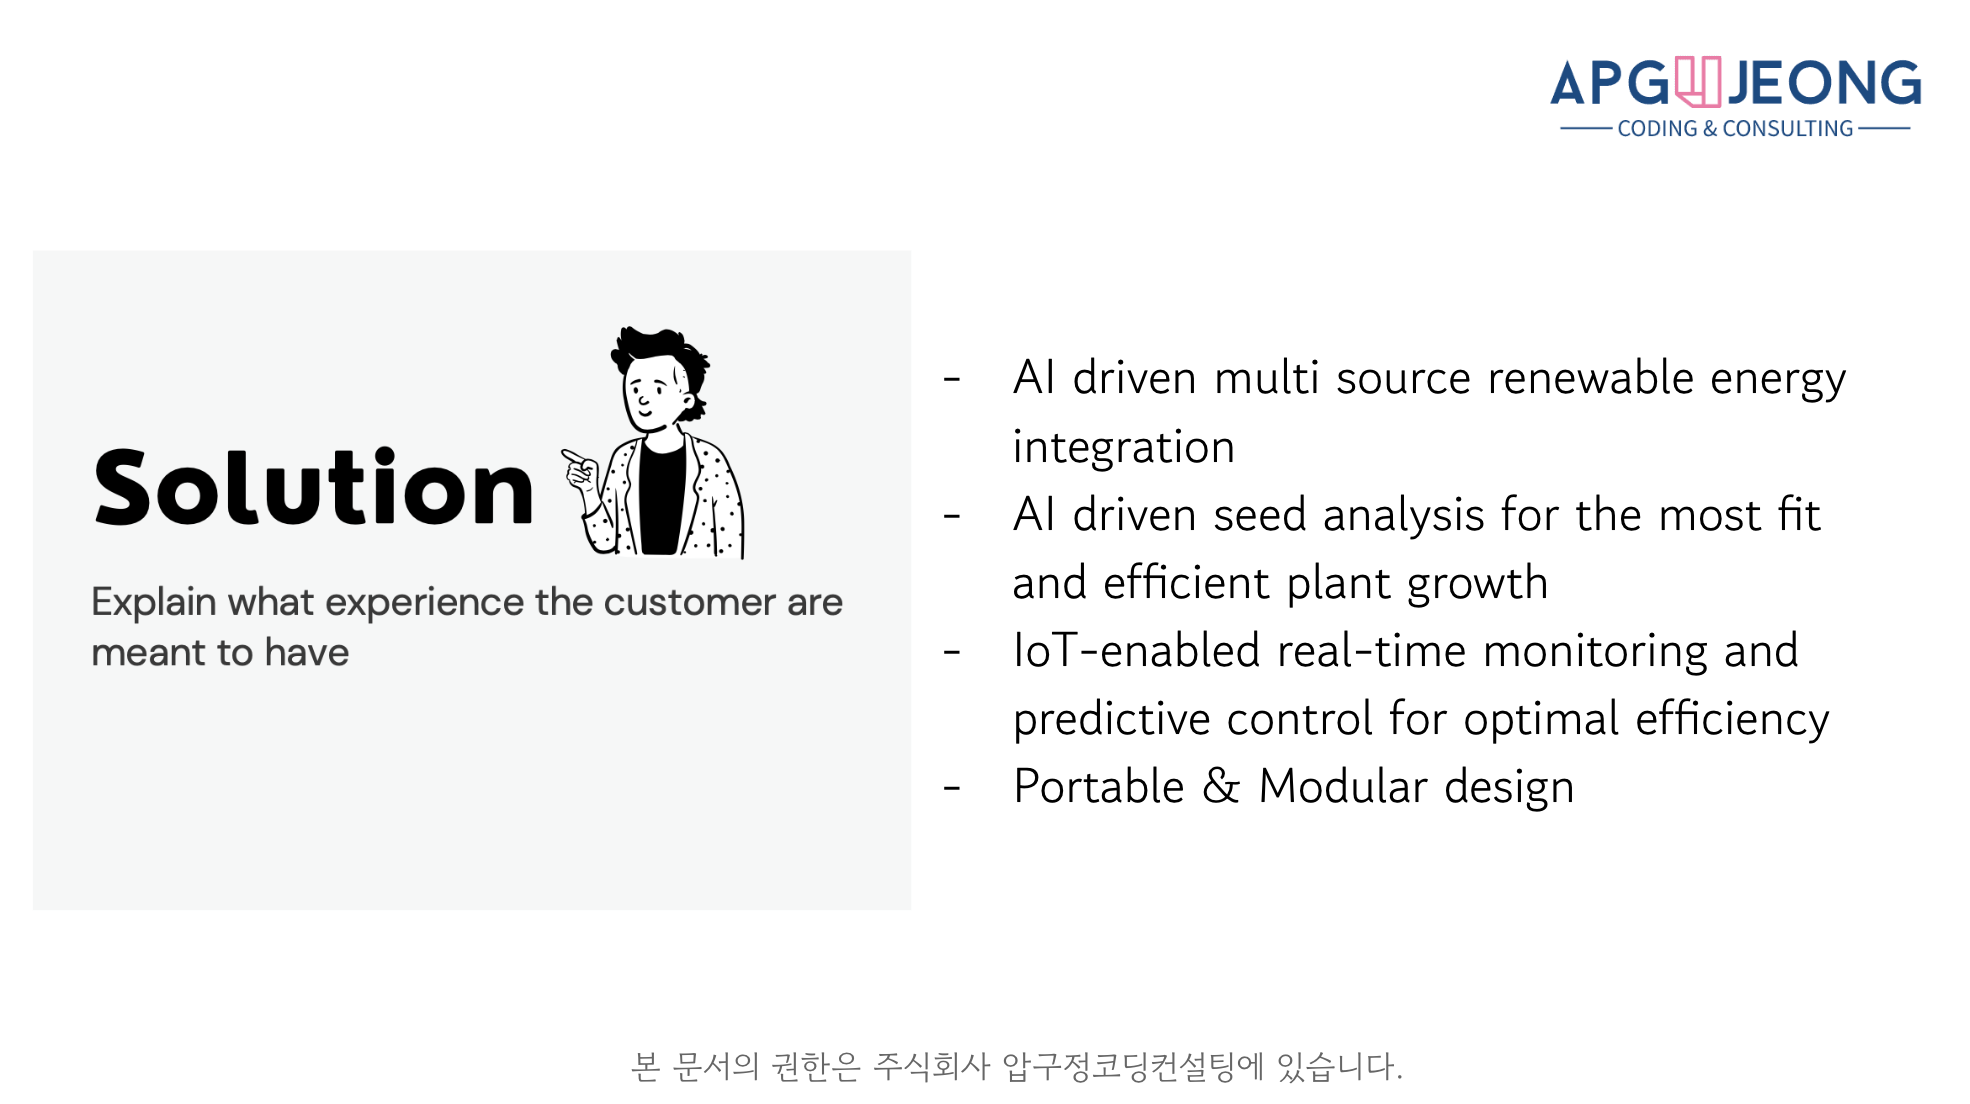 APGUJEONG
CODING & CONSULTING
Solution
Explain what experience the customer are
meant to have
- AI driven multi source renewable energy
integration
- AI driven seed analysis for the most fit
and efficient plant growth
- IoT-enabled real-time monitoring and
predictive control for optimal efficiency
- Portable & Modular design
본 문서의 권한은 주식회사 압구정코딩컨설팅에 있습니다.